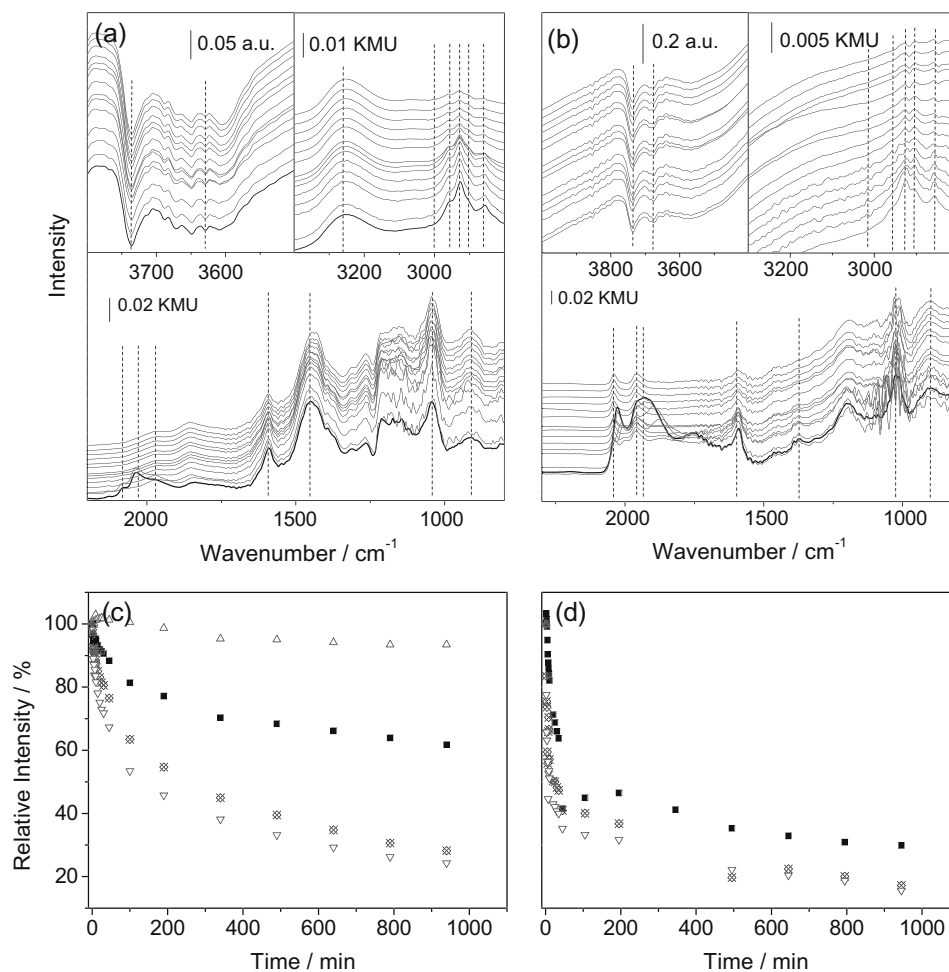 (a)
0.05 a.u.
0.01 KMU
(b)
0.2 a.u.
0.005 KMU
3700 3600
3200 3000
3800 3600
3200 3000
Intensity
0.02 KMU
0.02 KMU
2000 1500 1000
2000 1500 1000
Wavenumber / cm-1
Wavenumber / cm-1
(c)
(d)
100
80
60
40
20
Relative Intensity / %
0 200 400 600 800 1000
0 200 400 600 800 1000
Time / min
Time / min